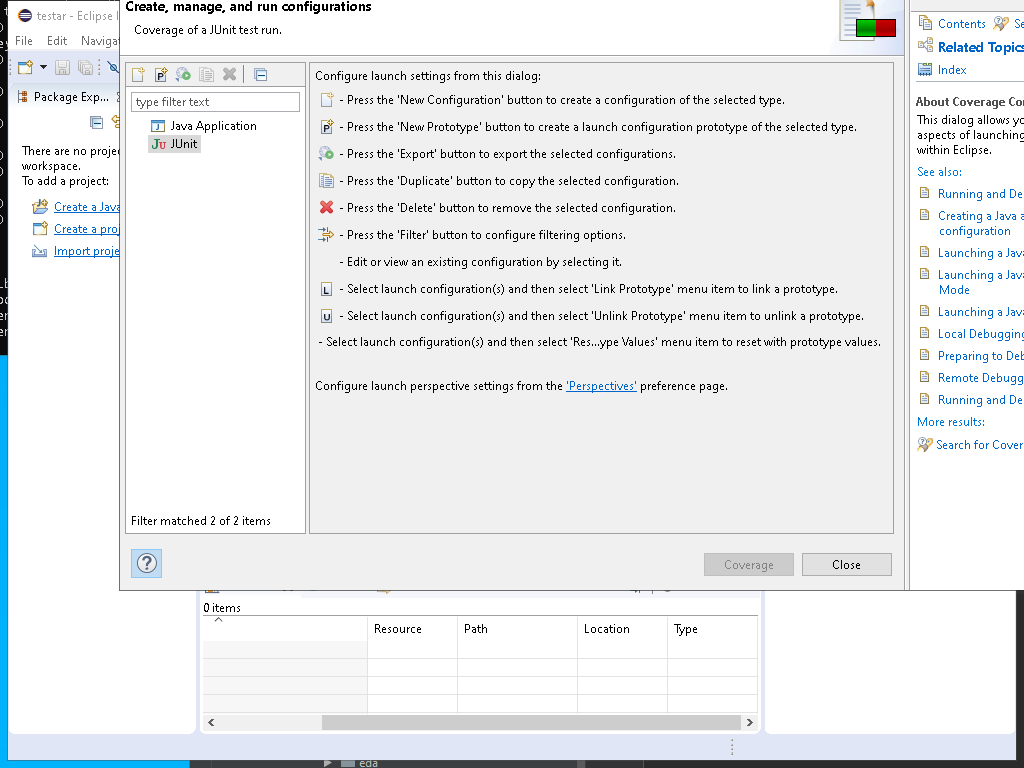 Create, manage, and run configurations
testar - Eclipse
Coverage of a JUnit test run.
File Edit
Package Exp...
type filter text
Java Application
JUnit
Filter matched 2 of 2 items
There are no
workspace.
To add a project:
Create a Java
Create a
Import
Configure launch settings from this dialog:
- Press the 'New Configuration' button to create a configuration of the selected type.
- Press the 'New Prototype' button to create a launch configuration prototype of the selected type.
- Press the 'Export' button to export the selected configurations.
- Press the 'Duplicate' button to copy the selected configuration.
- Press the 'Delete' button to remove the selected configuration.
- Press the 'Filter' button to configure filtering options.
- Edit or view an existing configuration by selecting it.
L - Select launch configuration(s) and then select 'Link Prototype' menu item to link a prototype.
U - Select launch configuration(s) and then select 'Unlink Prototype' menu item to unlink a prototype.
- Select launch configuration(s) and then select 'Res...ype Values' menu item to reset with prototype values.
Configure launch perspective settings from the 'Perspectives' preference page.
Coverage Close
Contents
Related Topics
Index
About Coverage
This dialog allows
aspects of launching
within Eclipse.
See also:
Running and
Creating a Java
configuration
Launching a Java
Launching a Java
Mode
Launching a Java
Local Debugging
Preparing to
Remote
Running and
More results:
Search for
0 items
Resource Path Location Type
eda